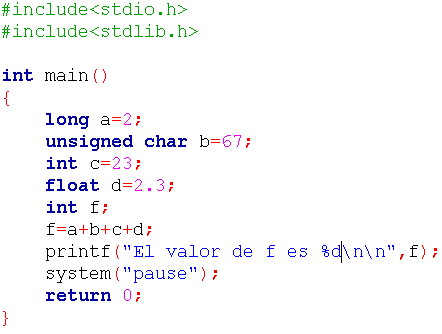 #include<stdio.h>
#include<stdlib.h>

int main()
{
    long a=2;
    unsigned char b=67;
    int c=23;
    float d=2.3;
    int f;
    f=a+b+c+d;
    printf("El valor de f es %d\n\n",f);
    system("pause");
    return 0;
}